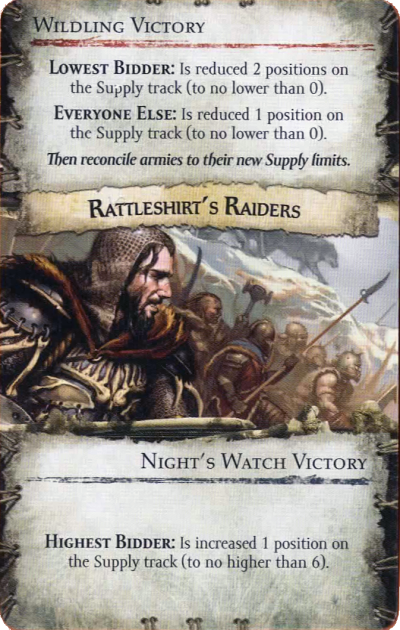 WILDLING VICTORY
LOWEST BIDDER: Is reduced 2 positions on
the Supply track (to no lower than 0).
EVERYONE ELSE: Is reduced 1 position on
the Supply track (to no lower than 0).
Then reconcile armies to their new Supply limits.
RATTLESHIRT'S RAIDERS
NIGHT'S WATCH VICTORY
HIGHEST BIDDER: Is increased 1 position on
the Supply track (to no higher than 6).